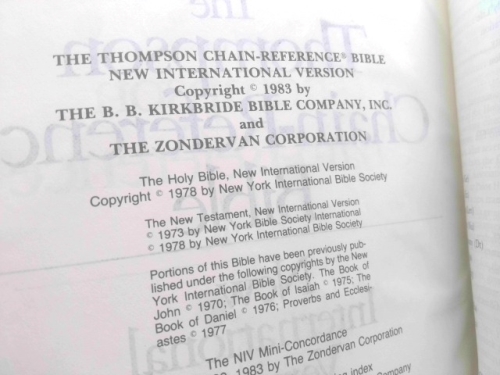 THE THOMPSON CHAIN-REFERENCE® BIBLE
NEW INTERNATIONAL VERSION
Copyright © 1983 by
THE B. B. KIRKBRIDE BIBLE COMPANY, INC.
and
THE ZONDERVAN CORPORATION
The Holy Bible, New International Version
Copyright © 1978 by New York International Bible Society
The New Testament, New International Version
© 1973 by New York Bible Society International
© 1978 by New York International Bible Society
Portions of this Bible have been previously pub-
lished under the following copyrights by the New
York International Bible Society. The Book of
John © 1970; The Book of Isaiah © 1975; The
Book of Daniel © 1976; Proverbs and Ecclesi-
astes © 1977
The NIV Mini-Concordance
1983 by The Zondervan Corporation
index
Company